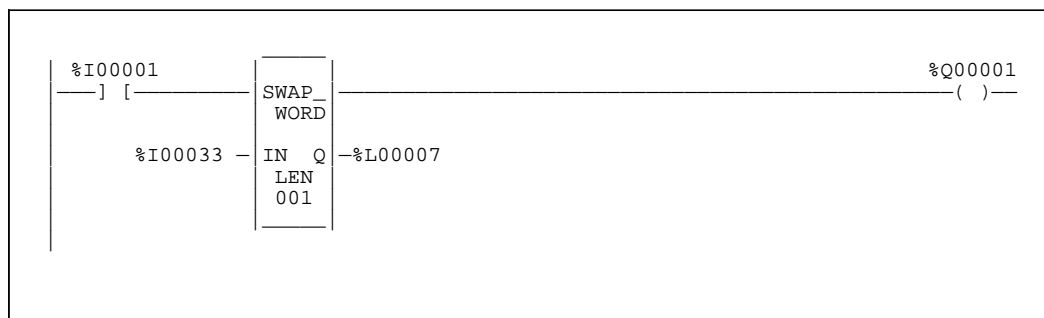 %I00001 %Q00001
] [ SWAP_ ( )
WORD
%I00033 IN Q %L00007
LEN
001